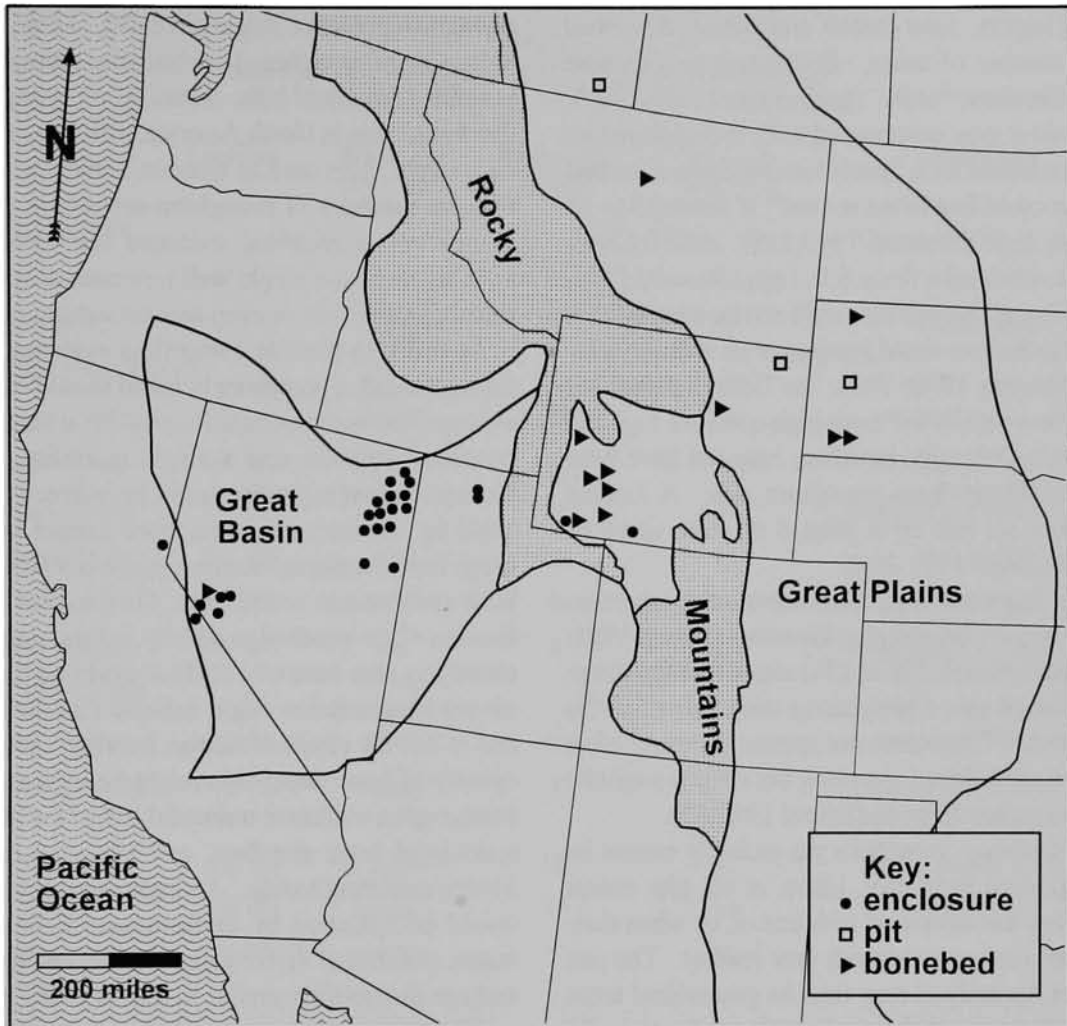 N
Rocky
Great
Basin
Great Plains
Mountains
Pacific
Ocean
200 miles
Key:
enclosure
pit
bonebed